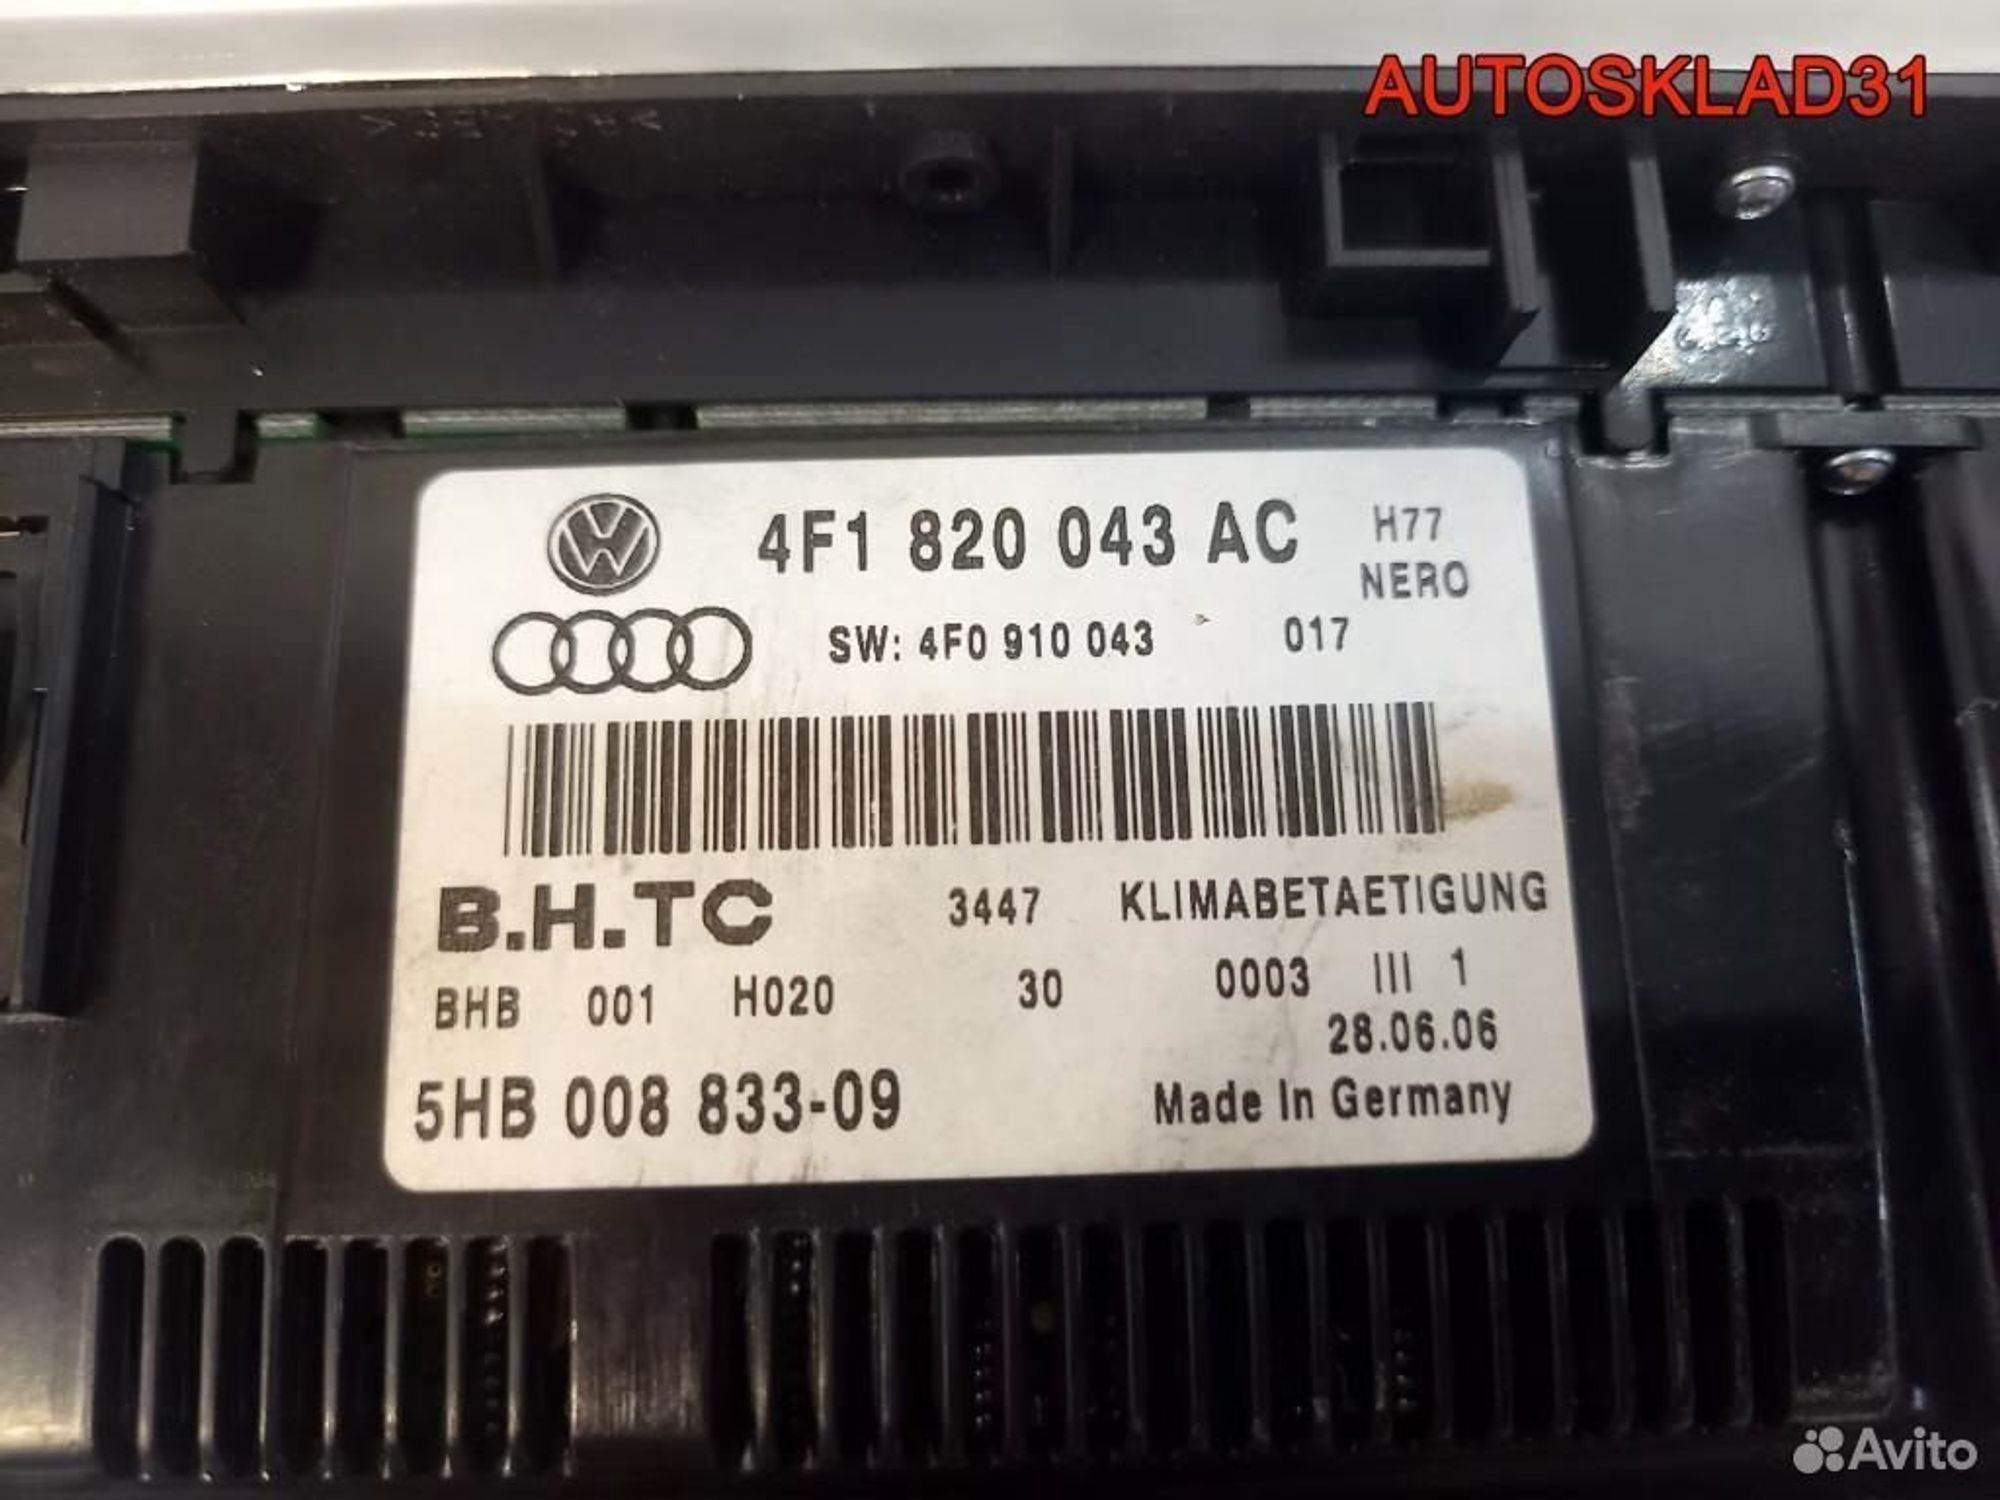 AUTOSKLAD31
4F1 820 043 AC H77
NERO
SW: 4F0 910 043 017
B.H.TC 3447 KLIMABETAETIGUNG
BHB 001 H020 30 0003 III 1
28.06.06
5HB 008 833-09 Made In Germany
Avito